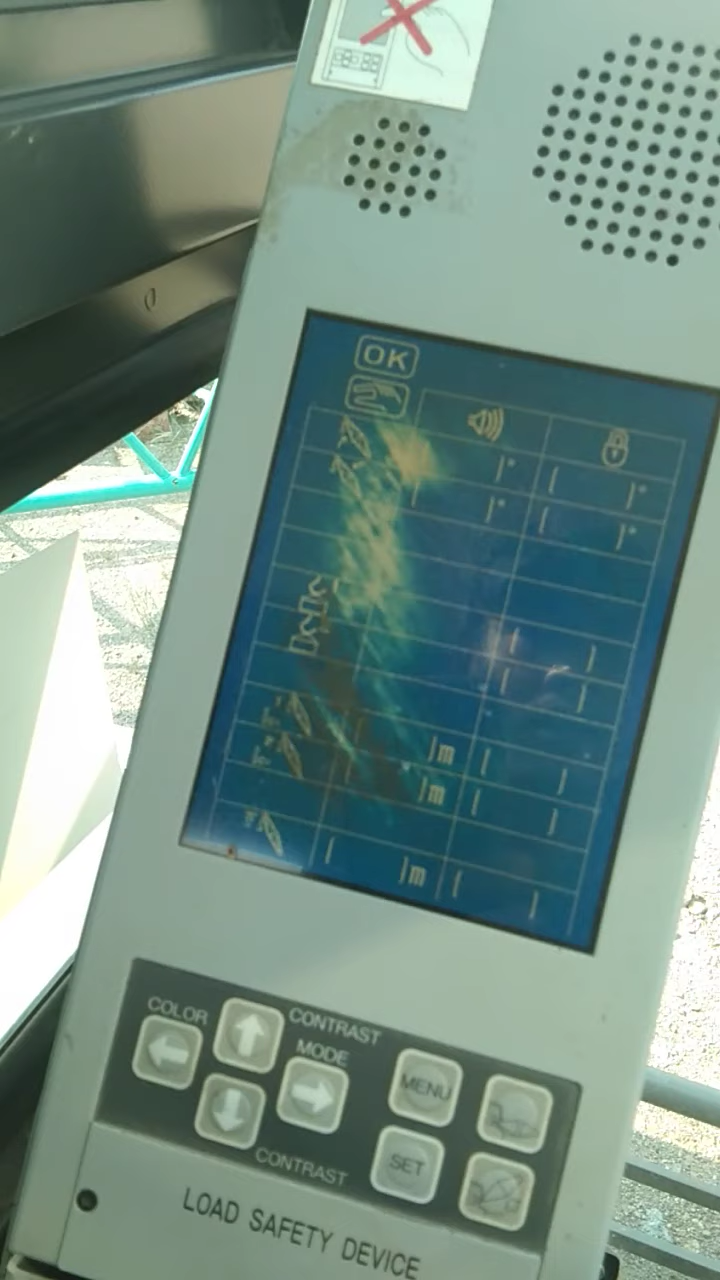 OK
]°
[
]°
[
]°
[
]°
[
]
[
]
]m
[
]
]m
[
]
[
]m
[
]
COLOR
CONTRAST
MODE
MENU
CONTRAST
SET
LOAD SAFETY DEVICE